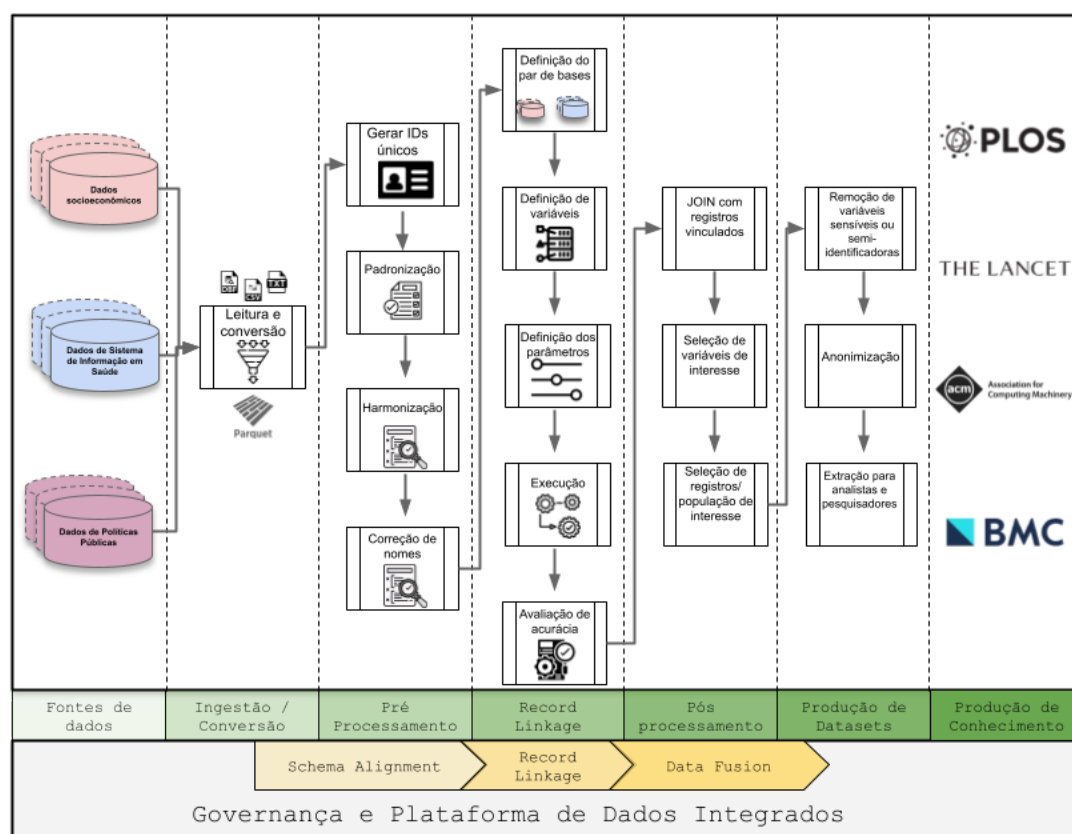 Dados
socioeconômicos
Dados de Sistema
de Informação em
Saúde
Dados de Políticas
Públicas
DBF
CSV
TXT
Leitura e
conversão
Parquet
Gerar IDs
únicos
Padronização
Harmonização
Correção de
nomes
Definição do
par de bases
Definição de
variáveis
Definição dos
parâmetros
Execução
Avaliação de
acurácia
JOIN com
registros
vinculados
Seleção de
variáveis de
interesse
Seleção de
registros/
população de
interesse
Remoção de
variáveis
sensíveis ou
semi-
identificadoras
Anonimização
Extração para
analistas e
pesquisadores
PLOS
THE LANCET
acm
Association for
Computing Machinery
BMC
Fontes de
dados
Ingestão /
Conversão
Pré
Processamento
Record
Linkage
Pós
processamento
Produção de
Datasets
Produção de
Conhecimento
Schema Alignment
Record
Linkage
Data Fusion
Governança e Plataforma de Dados Integrados